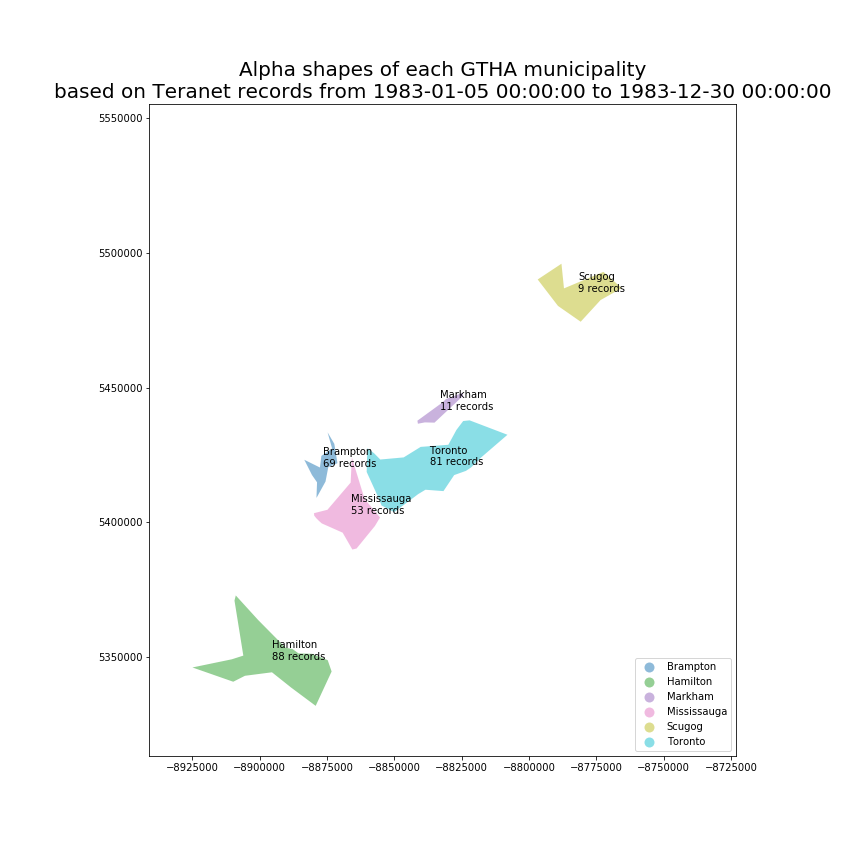 Alpha shapes of each GTHA municipality
based on Teranet records from 1983-01-05 00:00:00 to 1983-12-30 00:00:00
5550000
5500000
5450000
5400000
5350000
Scugog
9 records
Markham
11 records
Brampton
69 records
Toronto
81 records
Mississauga
53 records
Hamilton
88 records
Brampton
Hamilton
Markham
Mississauga
Scugog
Toronto
−8925000 −8900000 −8875000 −8850000 −8825000 −8800000 −8775000 −8750000 −8725000